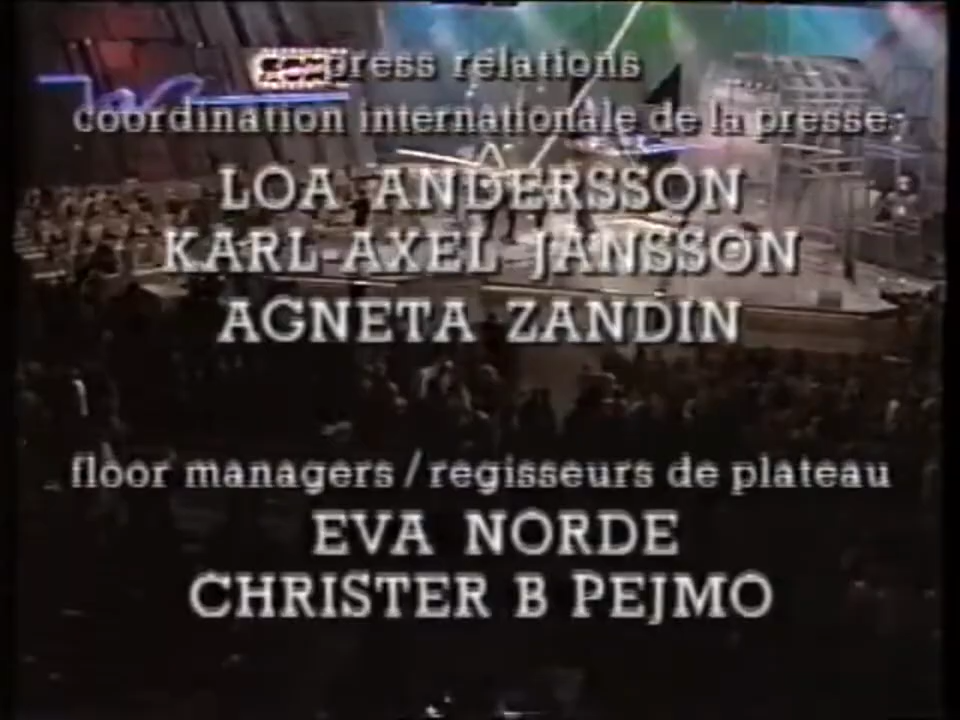 press relations
coordination internationale de la presse
LOA ANDERSSON
KARL-AXEL JANSSON
AGNETA ZANDIN
floor managers / regisseurs de plateau
EVA NORDE
CHRISTER B PEJMO